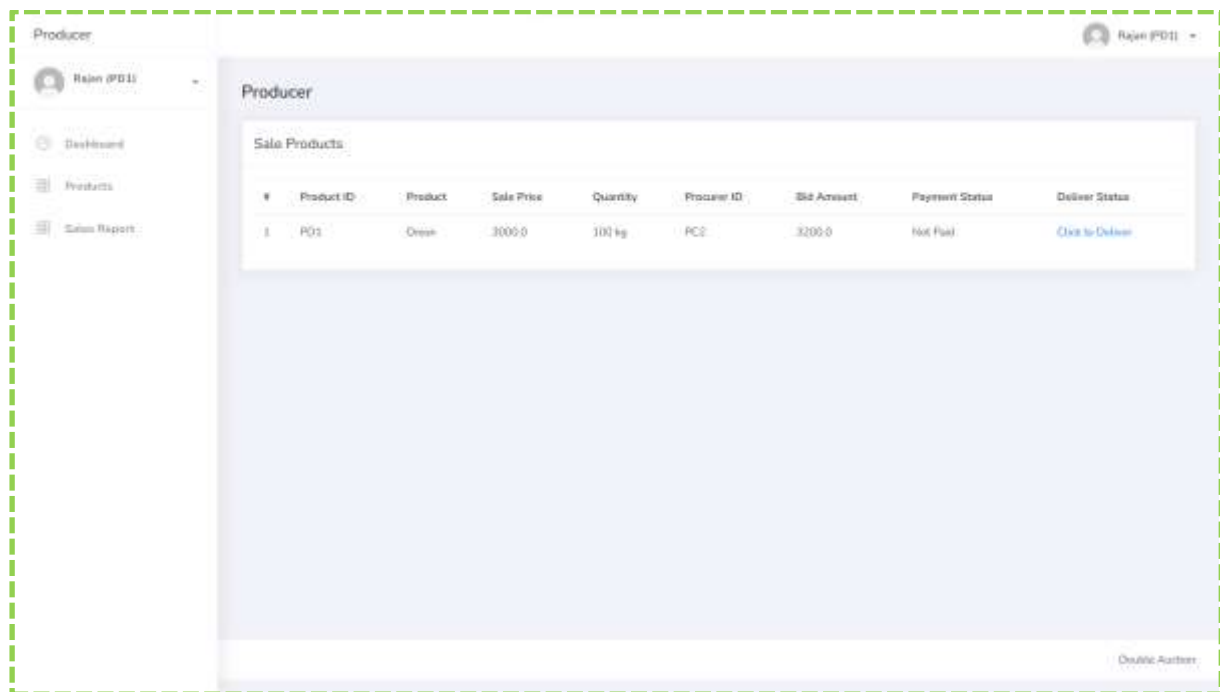 Producer
Rajan (PD1)
Rajan (PD1)
Producer
Dashboard
Sale Products
Products
# Product ID Product Sale Price Quantity Procurer ID Bid Amount Payment Status Deliver Status
Sales Report
1 3000.0 100 kg PC2 3200.0 Not Paid Click to Deliver
Double Auction